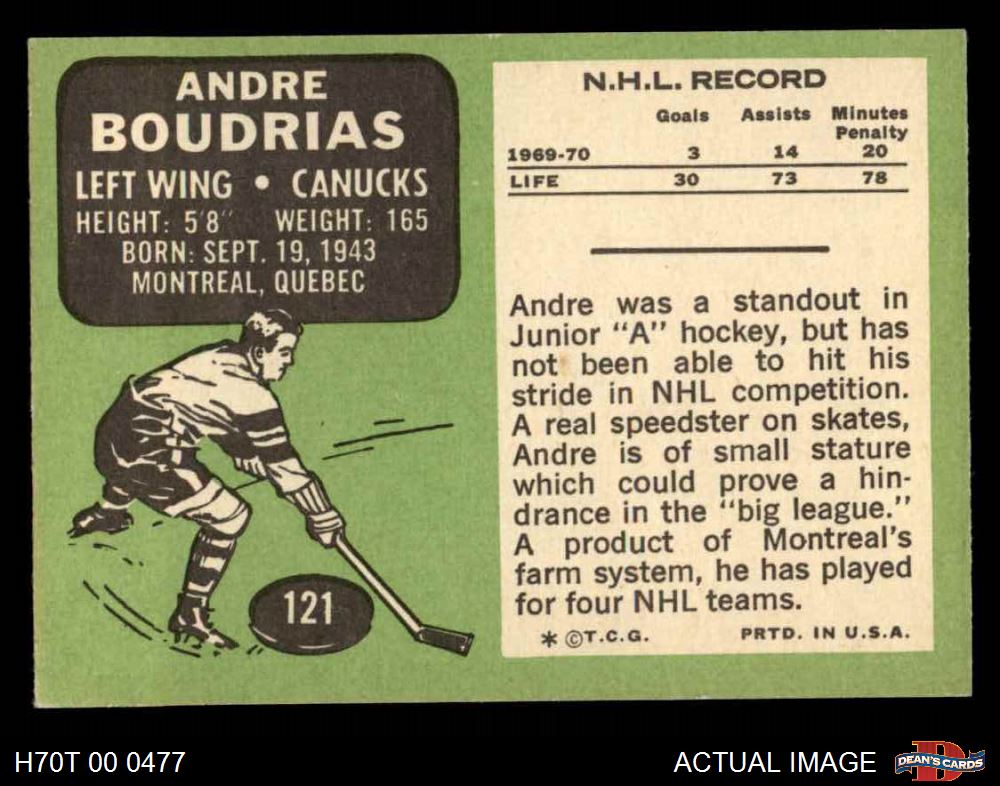 ANDRE
BOUDRIAS
LEFT WING • CANUCKS
HEIGHT: 5'8" WEIGHT: 165
BORN: SEPT. 19, 1943
MONTREAL, QUEBEC
121
N.H.L. RECORD
Goals Assists Minutes Penalty
1969-70 3 14 20
LIFE 30 73 78
Andre was a standout in
Junior "A" hockey, but has
not been able to hit his
stride in NHL competition.
A real speedster on skates,
Andre is of small stature
which could prove a hin-
drance in the "big league."
A product of Montreal's
farm system, he has played
for four NHL teams.
* ©T.C.G. PRTD. IN U.S.A.
H70T 00 0477
ACTUAL IMAGE
D
DEAN'S CARDS